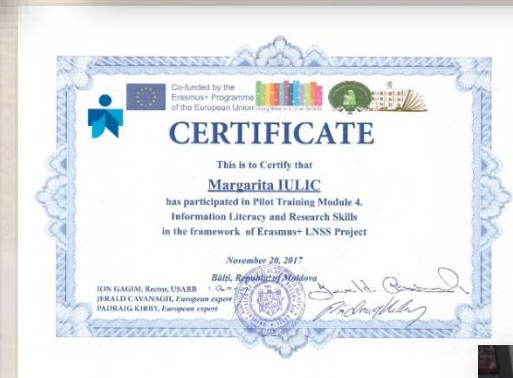 Co-funded by the
Erasmus+ Programme
of the European Union
CERTIFICATE
This is to Certify that
Margarita IULIC
has participated in Pilot Training Module 4.
Information Literacy and Research Skills
in the framework of Erasmus+ LNSS Project
November 20, 2017
Bălți, Republic of Moldova
ION GAGIM, Rector, USARB
JERALD CAVANAGH, European expert
PADRAIG KIRBY, European expert